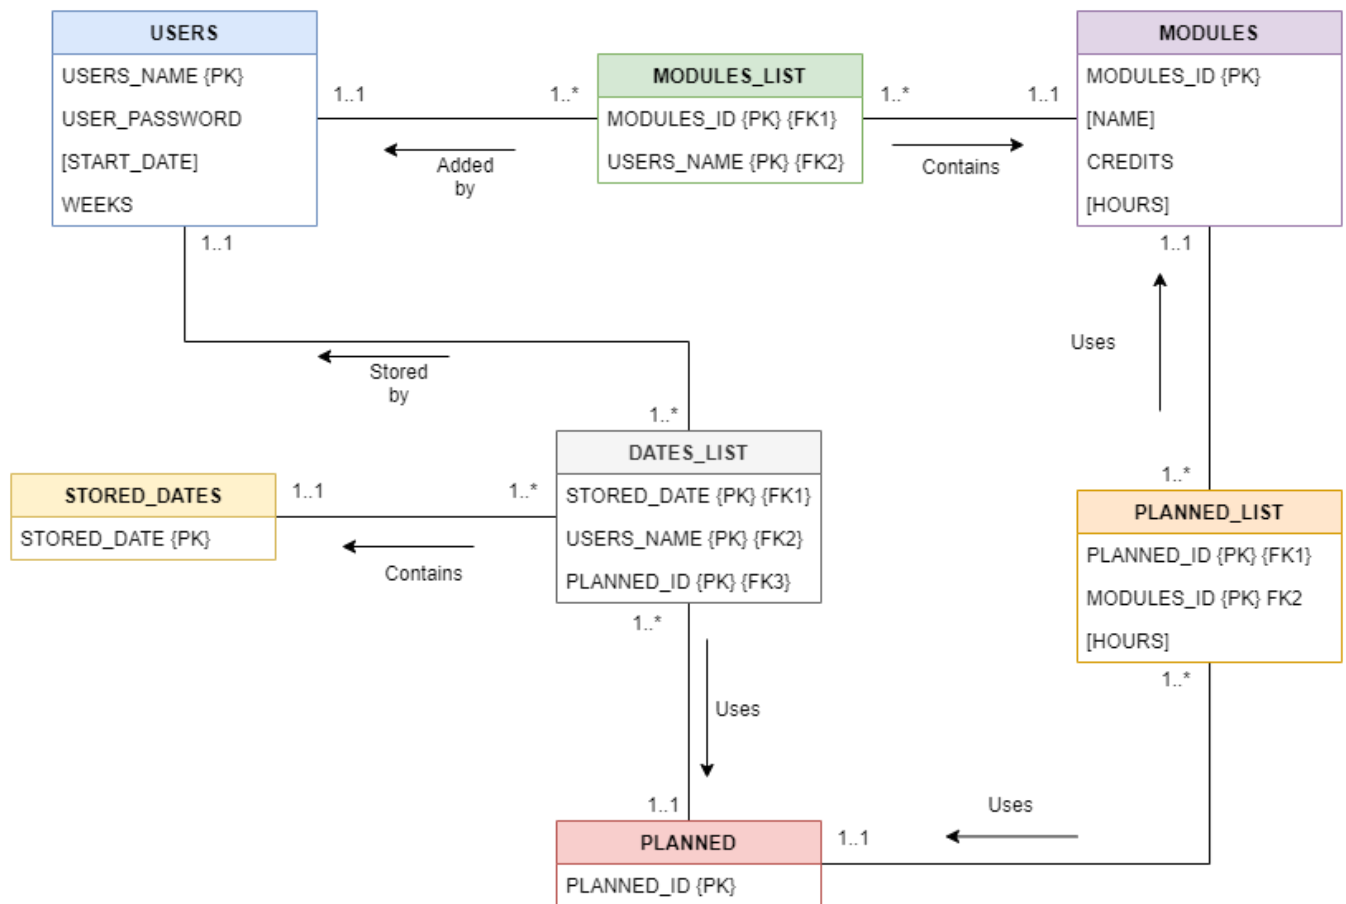 USERS
USERS_NAME {PK}
USER_PASSWORD
[START_DATE]
WEEKS
1..1
1..*
Added
by
MODULES_LIST
MODULES_ID {PK} {FK1}
USERS_NAME {PK} {FK2}
1..*
1..1
Contains
MODULES
MODULES_ID {PK}
[NAME]
CREDITS
[HOURS]
1..1
1..1
Stored
by
Uses
1..*
1..*
DATES_LIST
STORED_DATE {PK} {FK1}
USERS_NAME {PK} {FK2}
PLANNED_ID {PK} {FK3}
STORED_DATES
STORED_DATE {PK}
1..1
1..*
Contains
PLANNED_LIST
PLANNED_ID {PK} {FK1}
MODULES_ID {PK} FK2
[HOURS]
1..*
1..*
Uses
1..1
Uses
1..1
PLANNED
PLANNED_ID {PK}